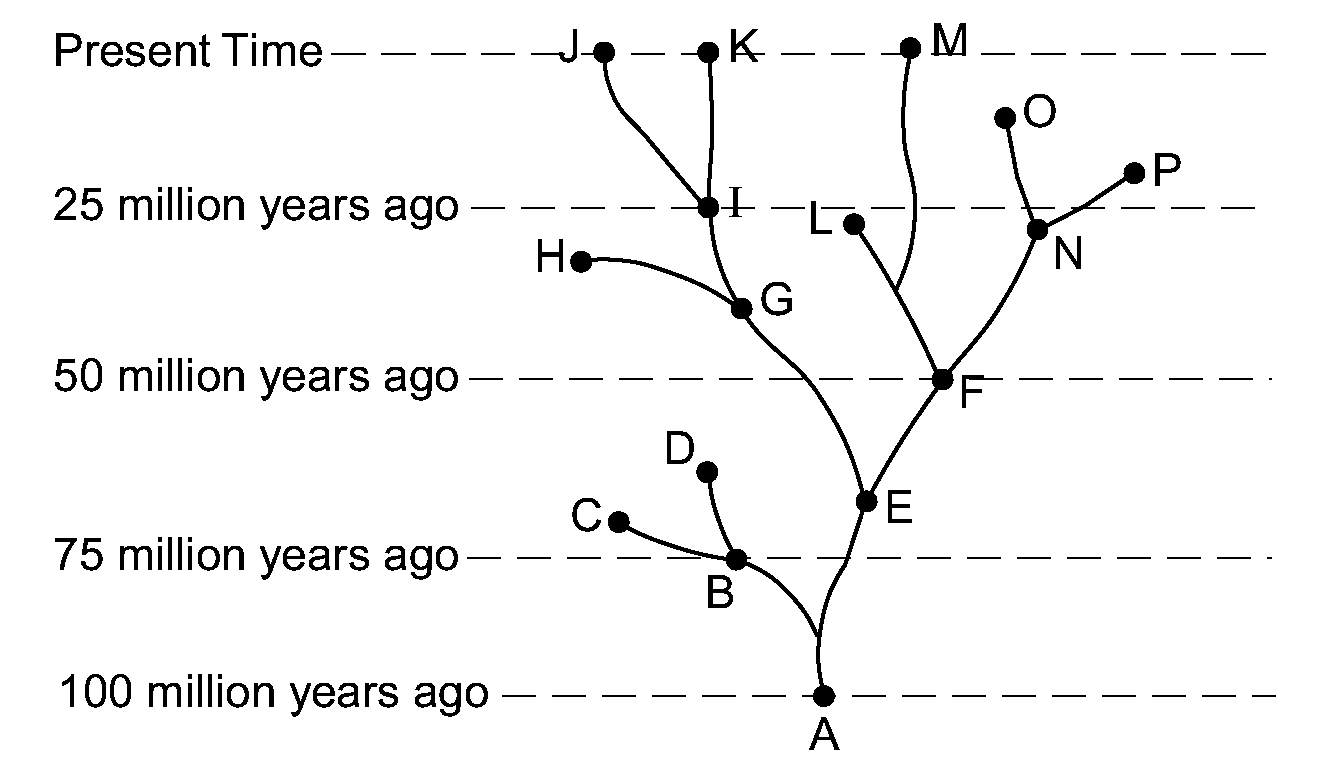 Present Time
J
K
M
O
P
25 million years ago
I
L
N
H
G
50 million years ago
F
D
C
E
75 million years ago
B
100 million years ago
A